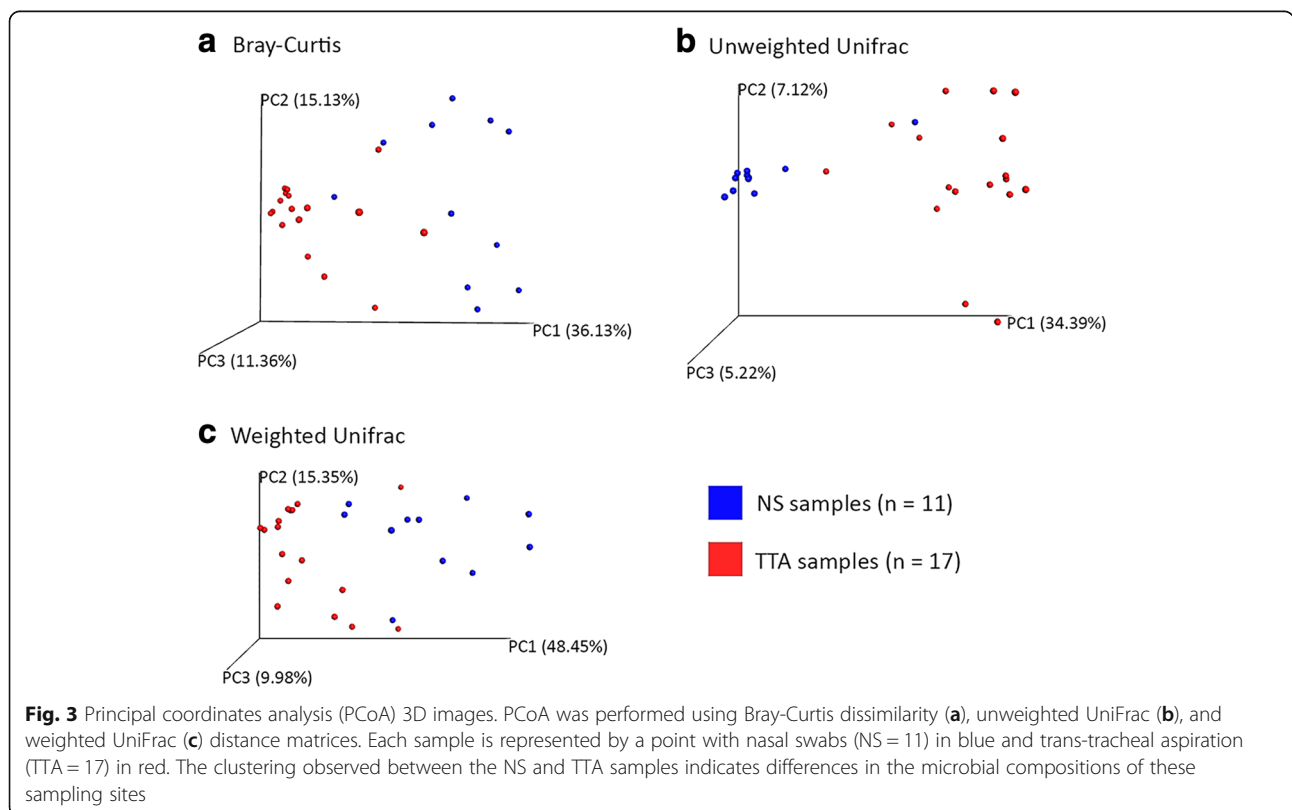 a Bray-Curtis
PC2 (15.13%)
PC1 (36.13%)
PC3 (11.36%)
b Unweighted Unifrac
PC2 (7.12%)
PC1 (34.39%)
PC3 (5.22%)
c Weighted Unifrac
PC2 (15.35%)
PC1 (48.45%)
PC3 (9.98%)
NS samples (n = 11)
TTA samples (n = 17)
Fig. 3 Principal coordinates analysis (PCoA) 3D images. PCoA was performed using Bray-Curtis dissimilarity (a), unweighted UniFrac (b), and
weighted UniFrac (c) distance matrices. Each sample is represented by a point with nasal swabs (NS = 11) in blue and trans-tracheal aspiration
(TTA = 17) in red. The clustering observed between the NS and TTA samples indicates differences in the microbial compositions of these
sampling sites